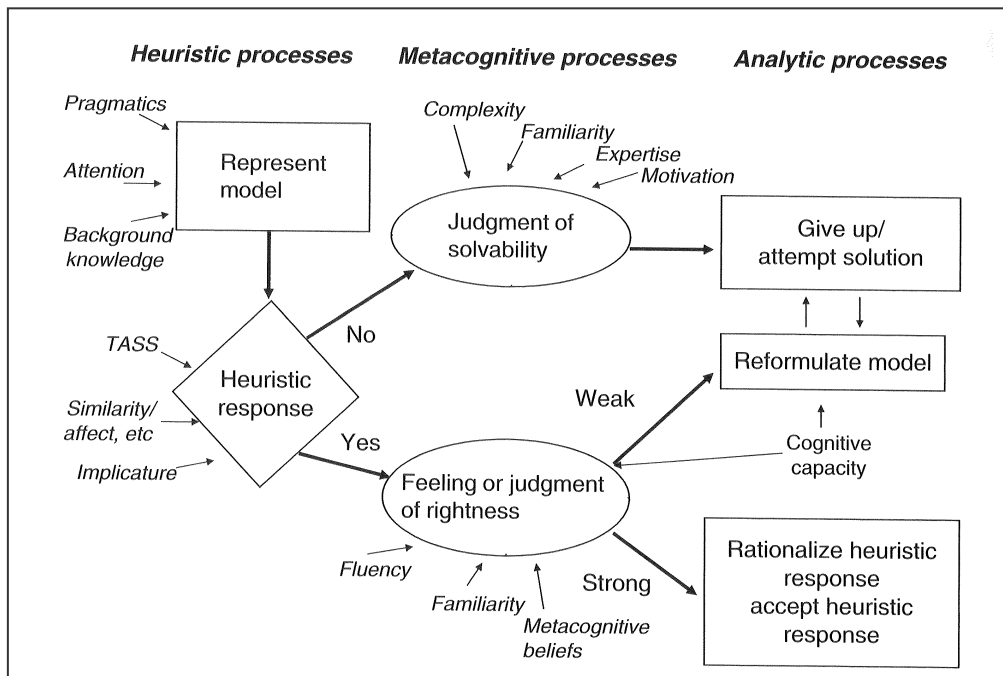 Heuristic processes
Metacognitive processes
Analytic processes
Pragmatics
Attention
Background
knowledge
Represent
model
Complexity
Familiarity
Expertise
Motivation
Judgment of
solvability
Give up/
attempt solution
No
TASS
Similarity/
affect, etc
Implicature
Heuristic
response
Yes
Reformulate model
Weak
Cognitive
capacity
Feeling or judgment
of rightness
Fluency
Familiarity
Metacognitive
beliefs
Strong
Rationalize heuristic
response
accept heuristic
response